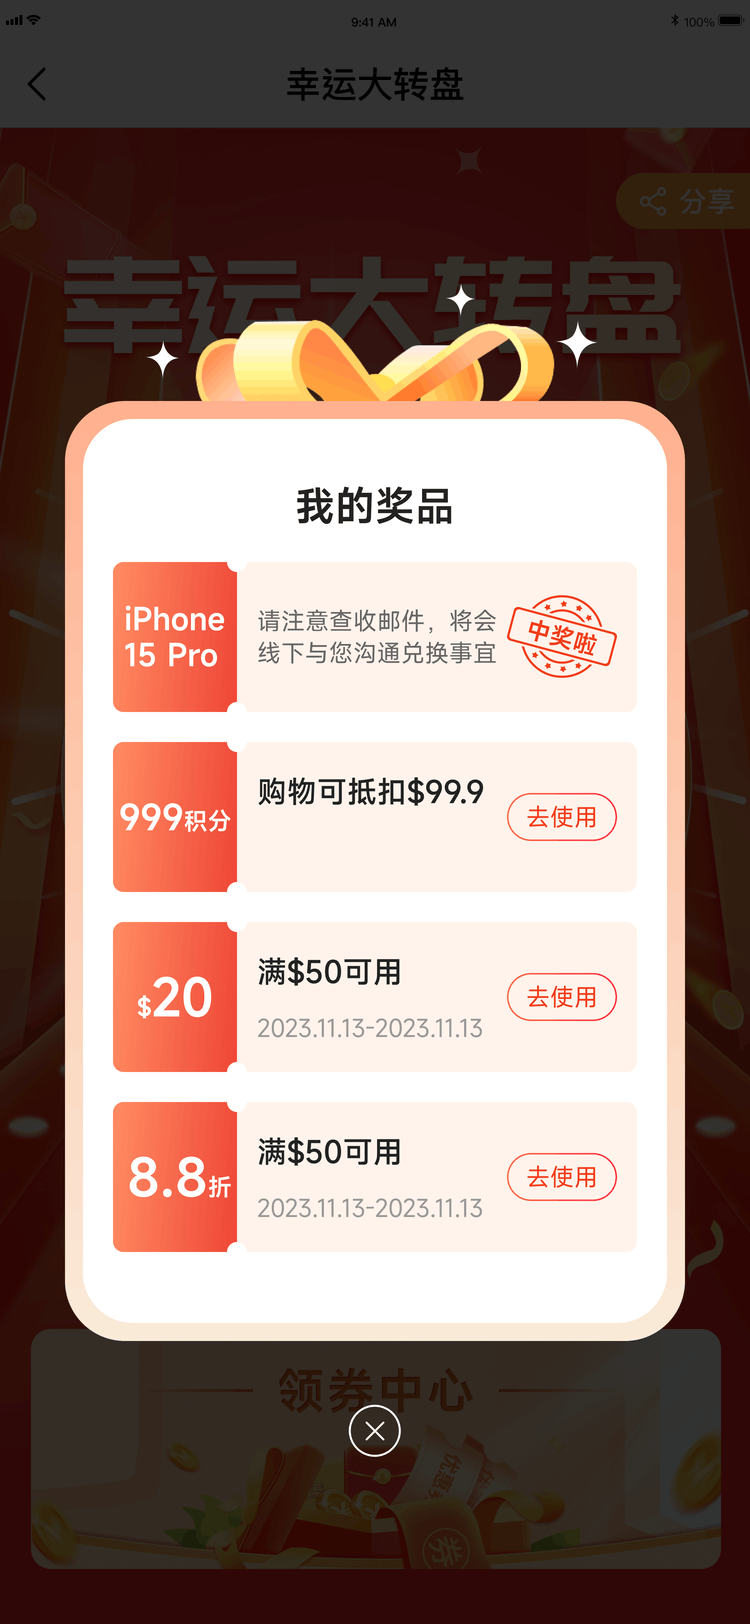 9:41 AM
100%
幸运大转盘
分享
幸运大转盘
我的奖品
iPhone
15 Pro
请注意查收邮件，将会
线下与您沟通兑换事宜
中奖啦
999积分
购物可抵扣$99.9
去使用
$20
满$50可用
2023.11.13-2023.11.13
去使用
8.8折
满$50可用
2023.11.13-2023.11.13
去使用
领券中心
券